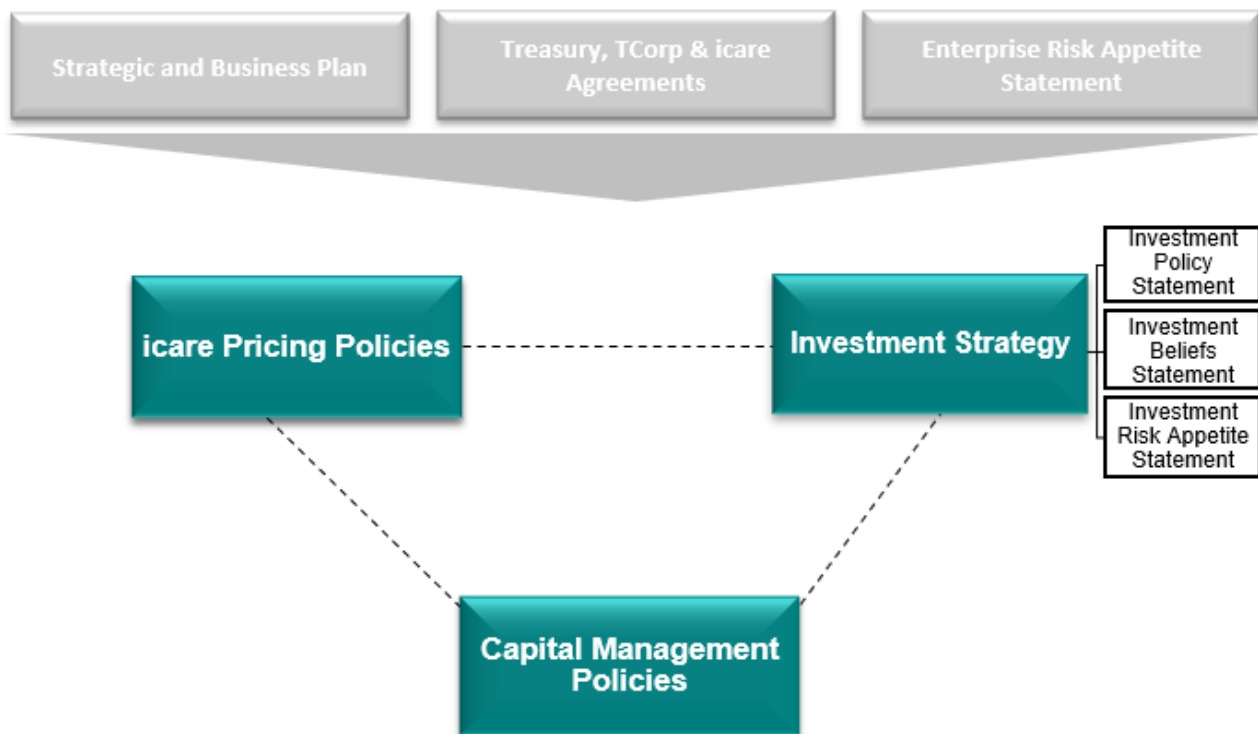 Strategic and Business Plan
Treasury, TCorp & icare
Agreements
Enterprise Risk Appetite
Statement
icare Pricing Policies
Investment Strategy
Investment
Policy
Statement
Investment
Beliefs
Statement
Investment
Risk Appetite
Statement
Capital Management
Policies